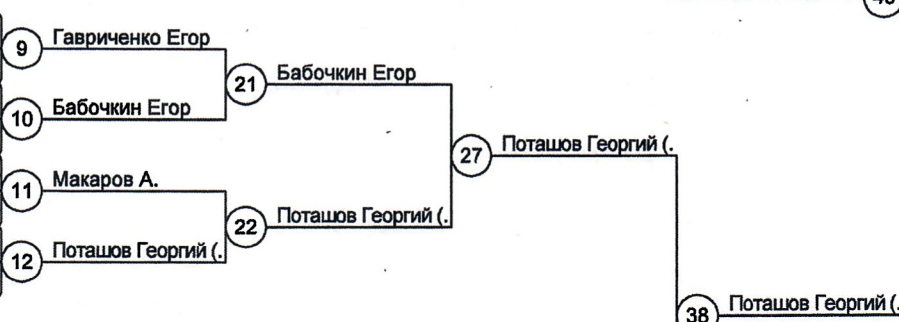 9 Гавриченко Егор
21 Бабочкин Егор
10 Бабочкин Егор
27 Поташов Георгий (.
11 Макаров А.
22 Поташов Георгий (.
12 Поташов Георгий (.
38 Поташов Георгий (.